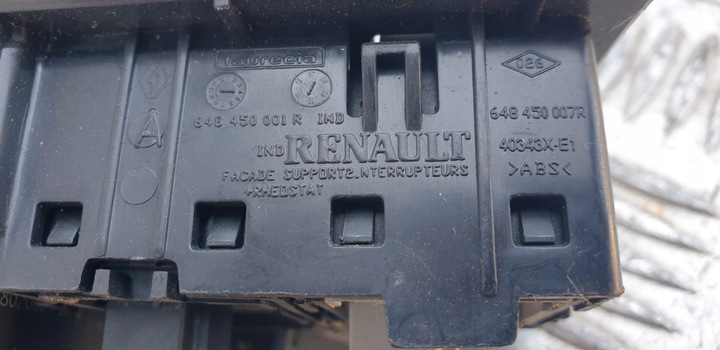 faurecia
026
648 450 001 R IND
648 450 007R
IND RENAULT
40343X-E1
FACADE SUPPORT2.NTERRUPTEURS
>ABS<
+RHEOSTAT
A